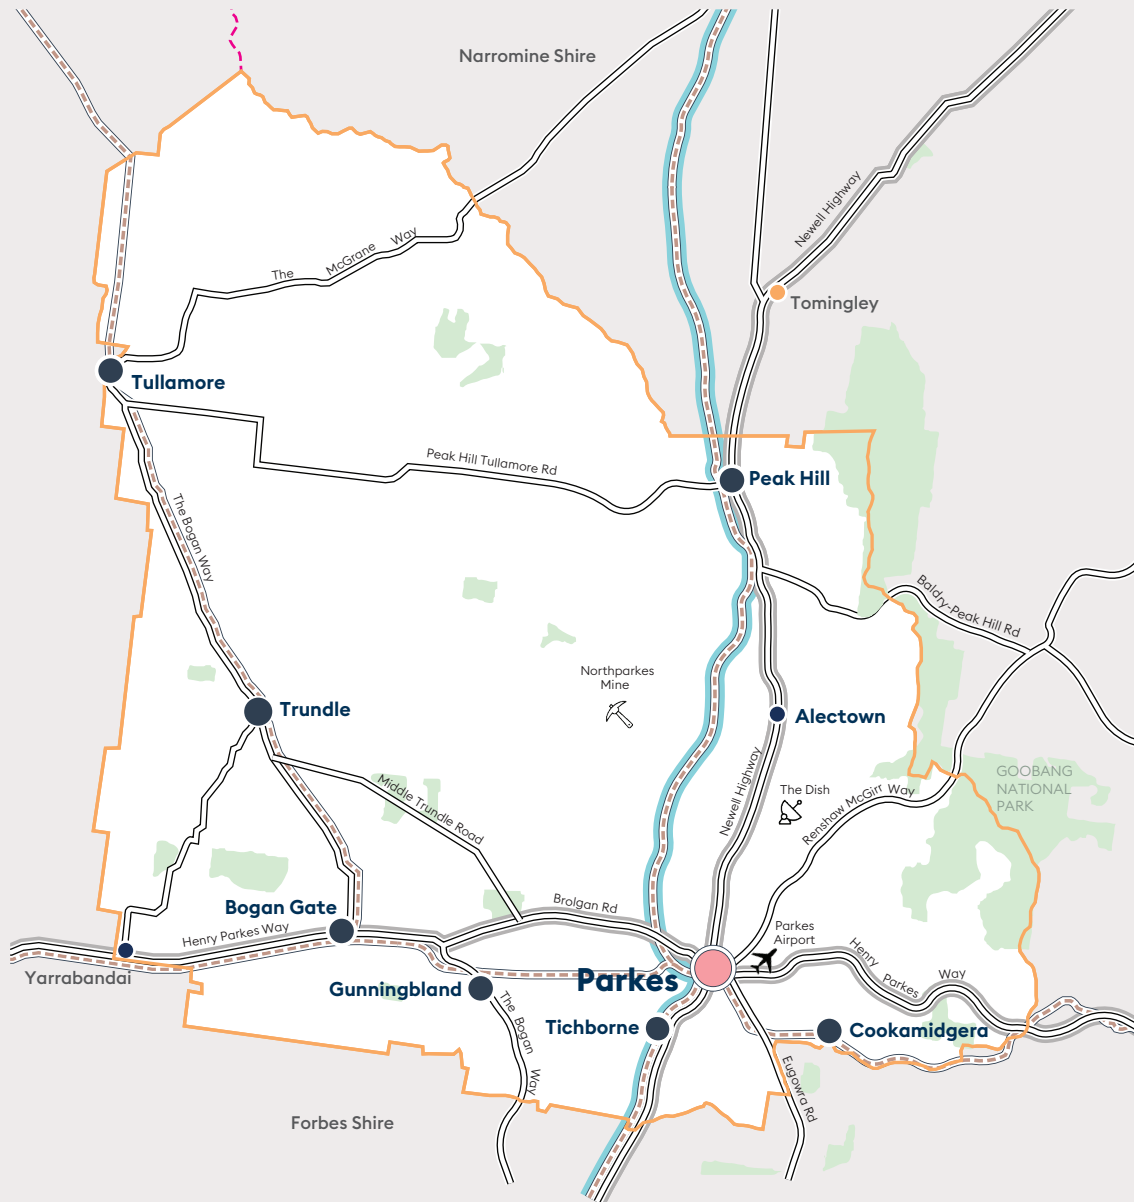 Narromine Shire
Newell Highway
The McGrane Way
Tomingley
Tullamore
Peak Hill Tullamore Rd
Peak Hill
The Bogan Way
Baldry-Peak Hill Rd
Northparkes
Mine
Trundle
Alectown
Newell Highway
The Dish
GOOBANG
NATIONAL
PARK
Middle Trundle Road
Renshaw McGirr Way
Bogan Gate
Brolgan Rd
Henry Parkes Way
Parkes
Airport
Henry Parkes Way
Yarrabandai
Parkes
Gunningbland
The Bogan Way
Tichborne
Cookamidgera
Eugowra Rd
Forbes Shire